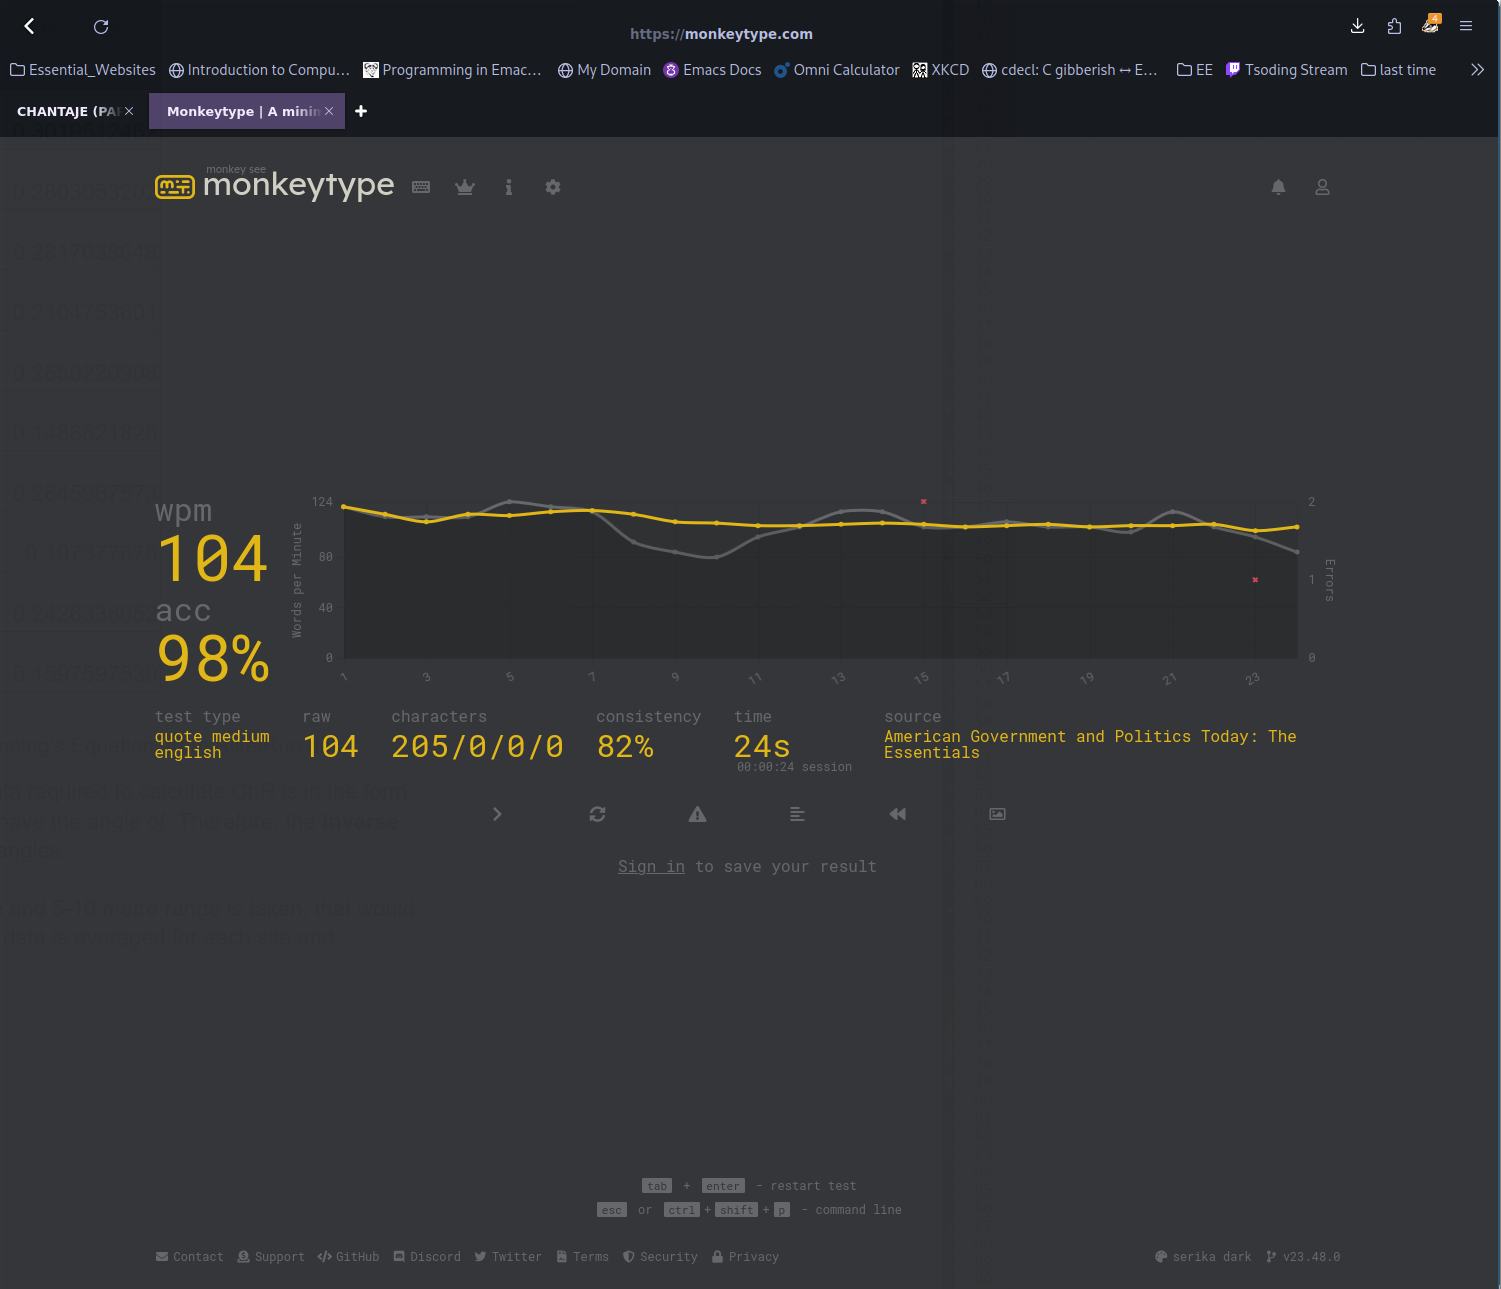 https://monkeytype.com
4
Essential_Websites Introduction to Compu… Programming in Emac… My Domain Emacs Docs Omni Calculator XKCD cdecl: C gibberish ↔ E… EE Tsoding Stream last time
CHANTAJE (PA Monkeytype | A minin
monkey see
monkeytype
wpm
104
acc
98%
124
80
40
0
Words per Minute
2
1
0
Errors
1 3 5 7 9 11 13 15 17 19 21 23
test type raw characters consistency time source
quote medium english 104 205/0/0/0 82% 24s American Government and Politics Today: The Essentials
00:00:24 session
Sign in to save your result
tab + enter - restart test
esc or ctrl + shift + p - command line
Contact Support GitHub Discord Twitter Terms Security Privacy serika dark v23.48.0